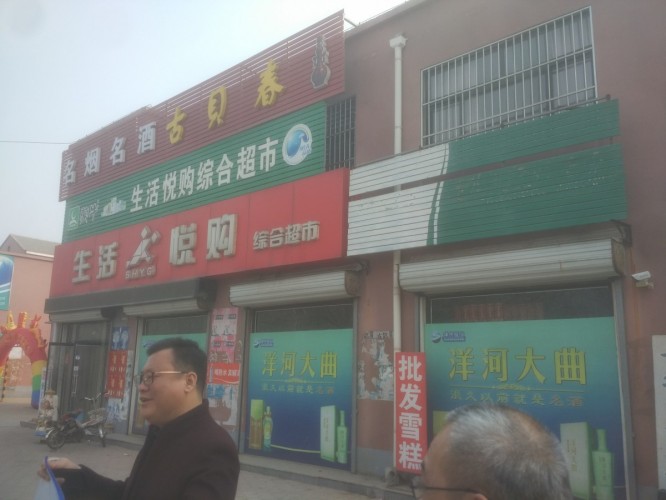 名烟名酒 古贝春
生活悦购综合超市
生活 悦购 综合超市
洋河大曲
洋河大曲
批发雪糕